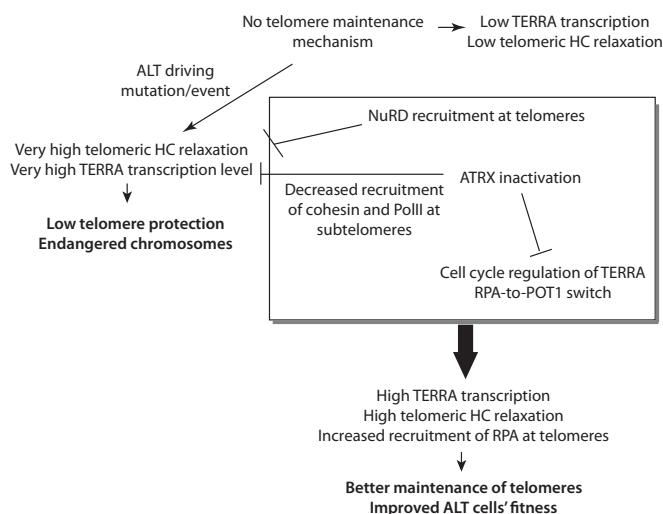 No telomere maintenance
mechanism
Low TERRA transcription
Low telomeric HC relaxation
ALT driving
mutation/event
NuRD recruitment at telomeres
Very high telomeric HC relaxation
Very high TERRA transcription level
ATRX inactivation
Decreased recruitment
of cohesin and PolII at
subtelomeres
Low telomere protection
Endangered chromosomes
Cell cycle regulation of TERRA
RPA-to-POT1 switch
High TERRA transcription
High telomeric HC relaxation
Increased recruitment of RPA at telomeres
Better maintenance of telomeres
Improved ALT cells’ fitness